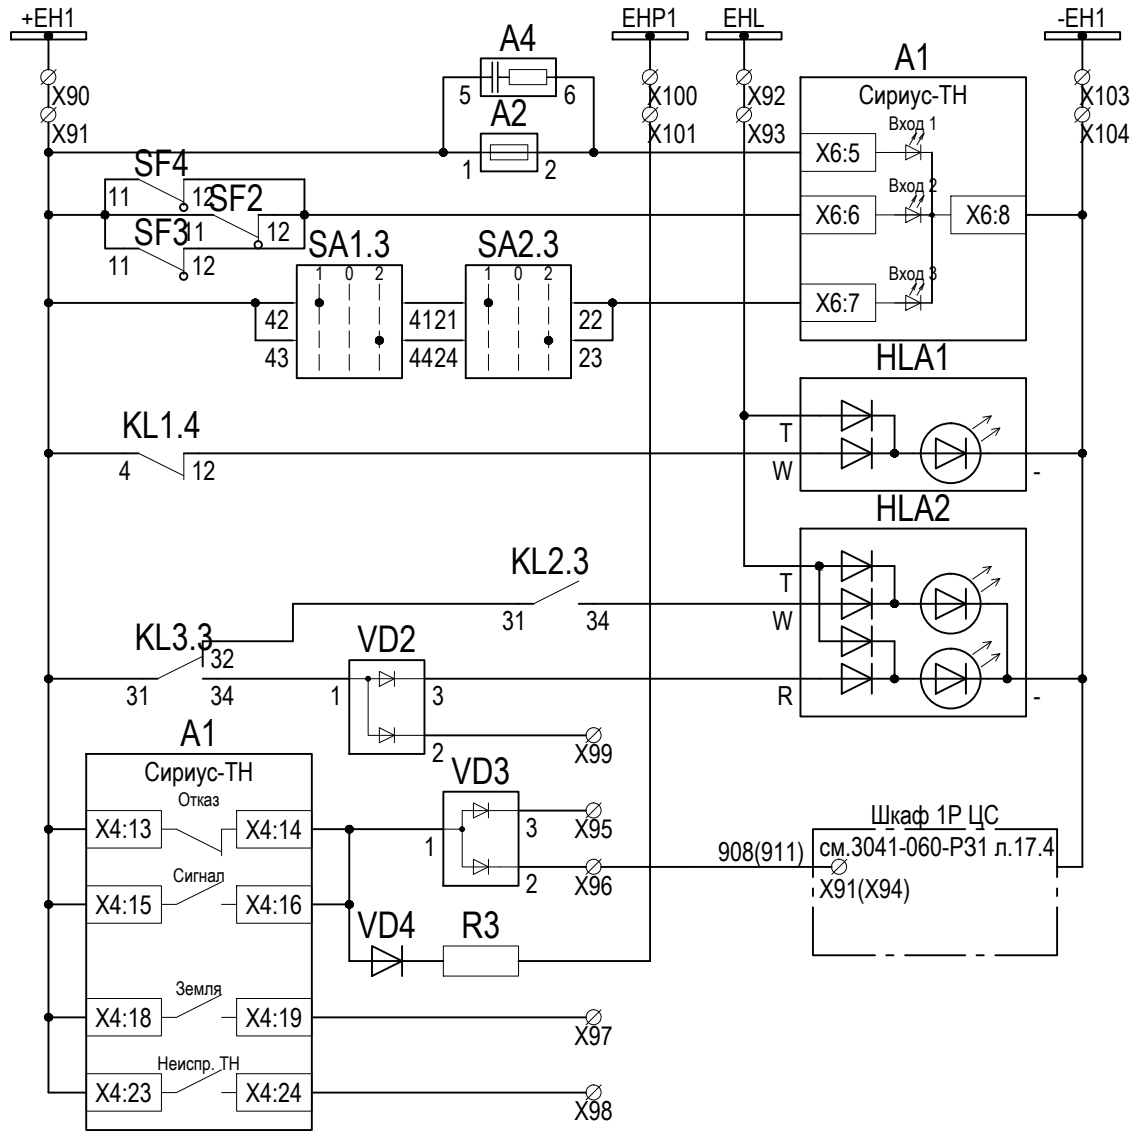 +EH1
EHP1
EHL
-EH1
A4
A1
X90
5
6
X100
X92
Сириус-ТН
X103
X91
A2
X101
X93
Вход 1
X104
SF4
1
2
X6:5
11
12
SF2
Вход 2
11
12
X6:6
X6:8
SF3
11
12
SA1.3
SA2.3
1 0 2
1 0 2
Вход 3
42
41
21
22
X6:7
43
44
24
23
HLA1
KL1.4
T
4
12
W
-
HLA2
KL2.3
T
31
34
W
KL3.3
32
VD2
31
34
1
3
R
-
A1
2
X99
Сириус-ТН
VD3
Отказ
Шкаф 1Р ЦС
X4:13
X4:14
1
3
X95
908(911)
см.3041-060-РЗ1 л.17.4
Сигнал
2
X96
X91(X94)
X4:15
X4:16
VD4
R3
Земля
X4:18
X4:19
X97
Неиспр. ТН
X4:23
X4:24
X98